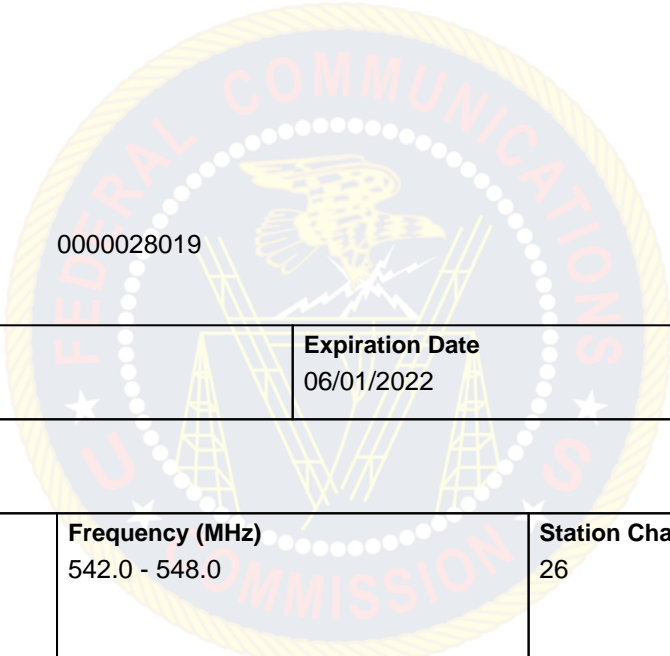 FEDERAL COMMUNICATIONS
COMMISSION
U S
0000028019
Expiration Date
06/01/2022
Frequency (MHz) Station Cha
542.0 - 548.0 26